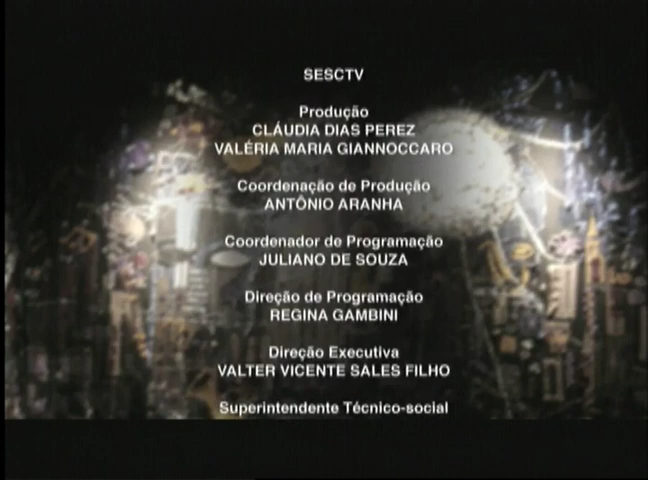 SESCTV
Produção
CLÁUDIA DIAS PEREZ
VALÉRIA MARIA GIANNOCCARO
Coordenação de Produção
ANTÔNIO ARANHA
Coordenador de Programação
JULIANO DE SOUZA
Direção de Programação
REGINA GAMBINI
Direção Executiva
VALTER VICENTE SALES FILHO
Superintendente Técnico-social